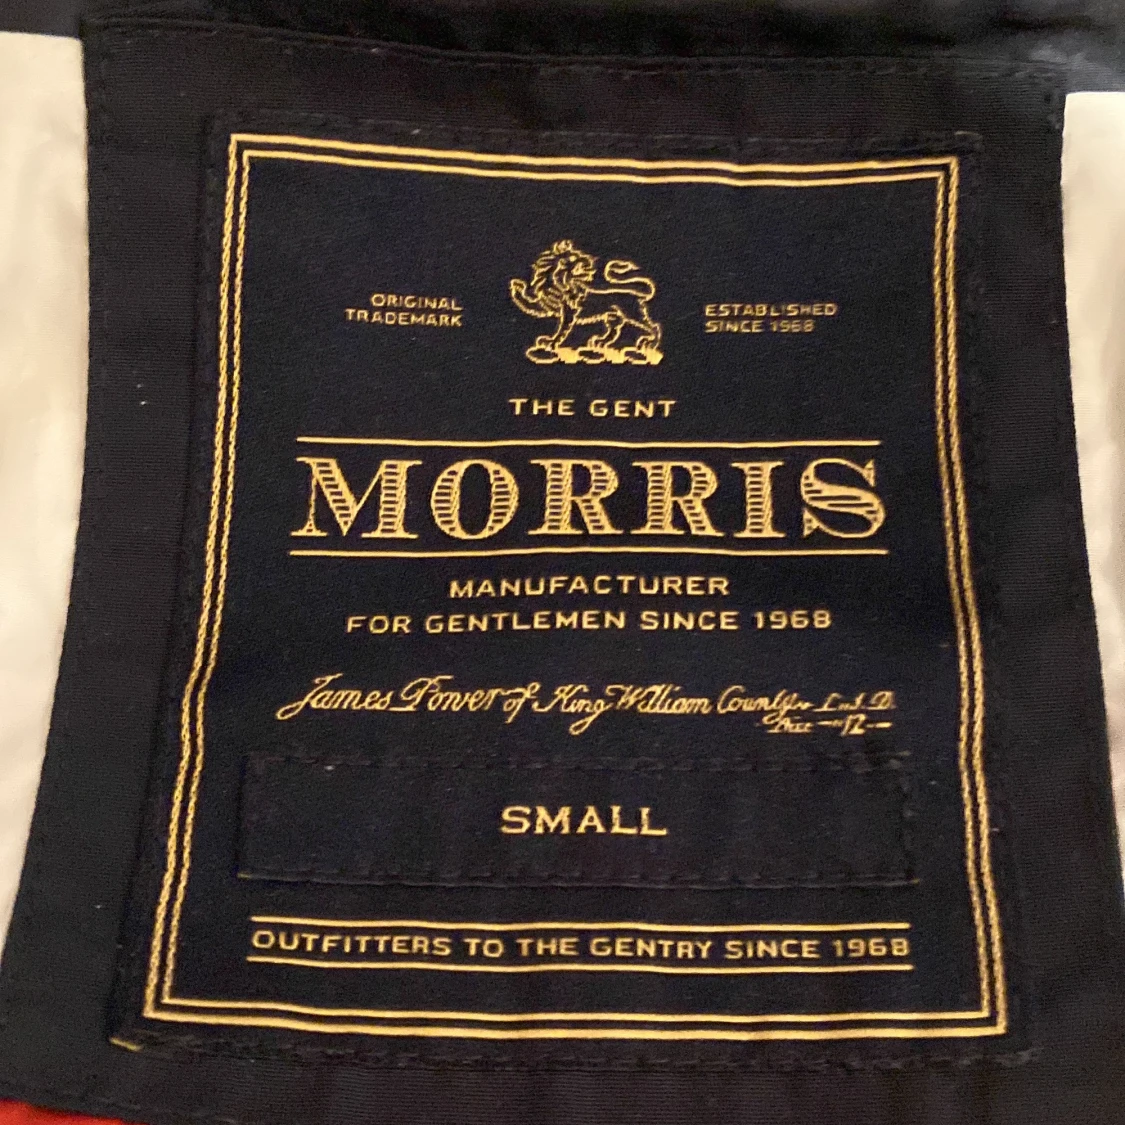 ORIGINAL
TRADEMARK
ESTABLISHED
SINCE 1968
THE GENT
MORRIS
MANUFACTURER
FOR GENTLEMEN SINCE 1968
James Power of King William County
SMALL
OUTFITTERS TO THE GENTRY SINCE 1968